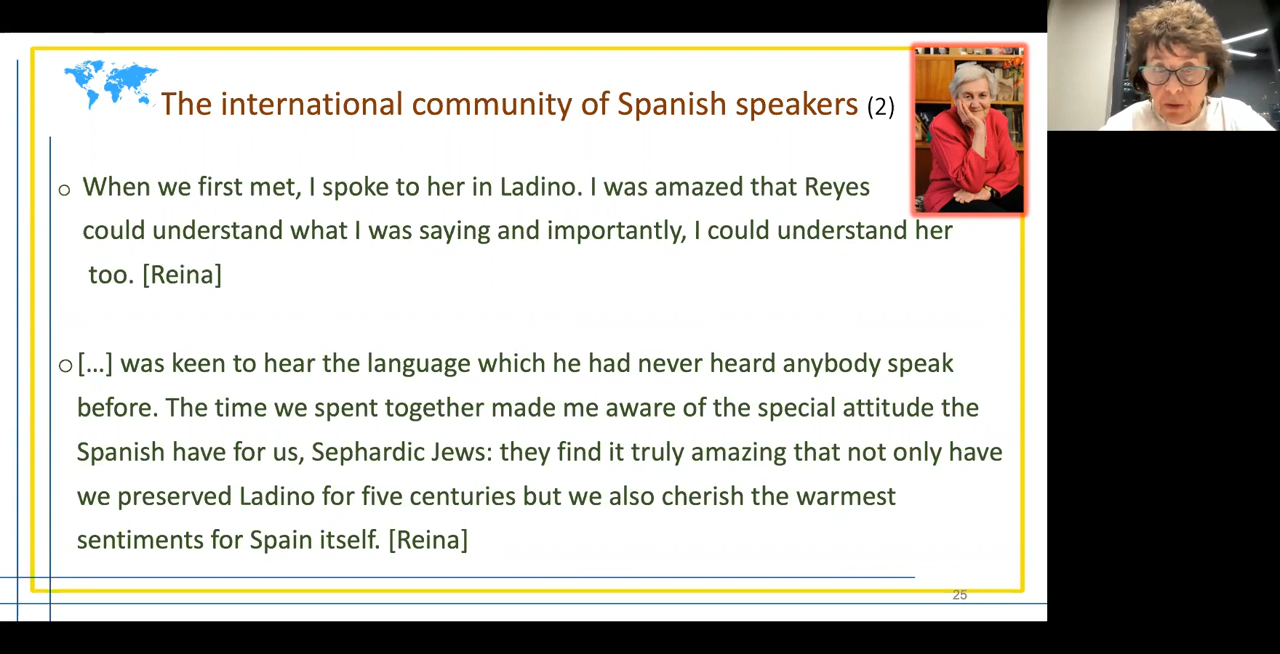 The international community of Spanish speakers (2)
○ When we first met, I spoke to her in Ladino. I was amazed that Reyes
could understand what I was saying and importantly, I could understand her
too. [Reina]
○ [...] was keen to hear the language which he had never heard anybody speak
before. The time we spent together made me aware of the special attitude the
Spanish have for us, Sephardic Jews: they find it truly amazing that not only have
we preserved Ladino for five centuries but we also cherish the warmest
sentiments for Spain itself. [Reina]
25